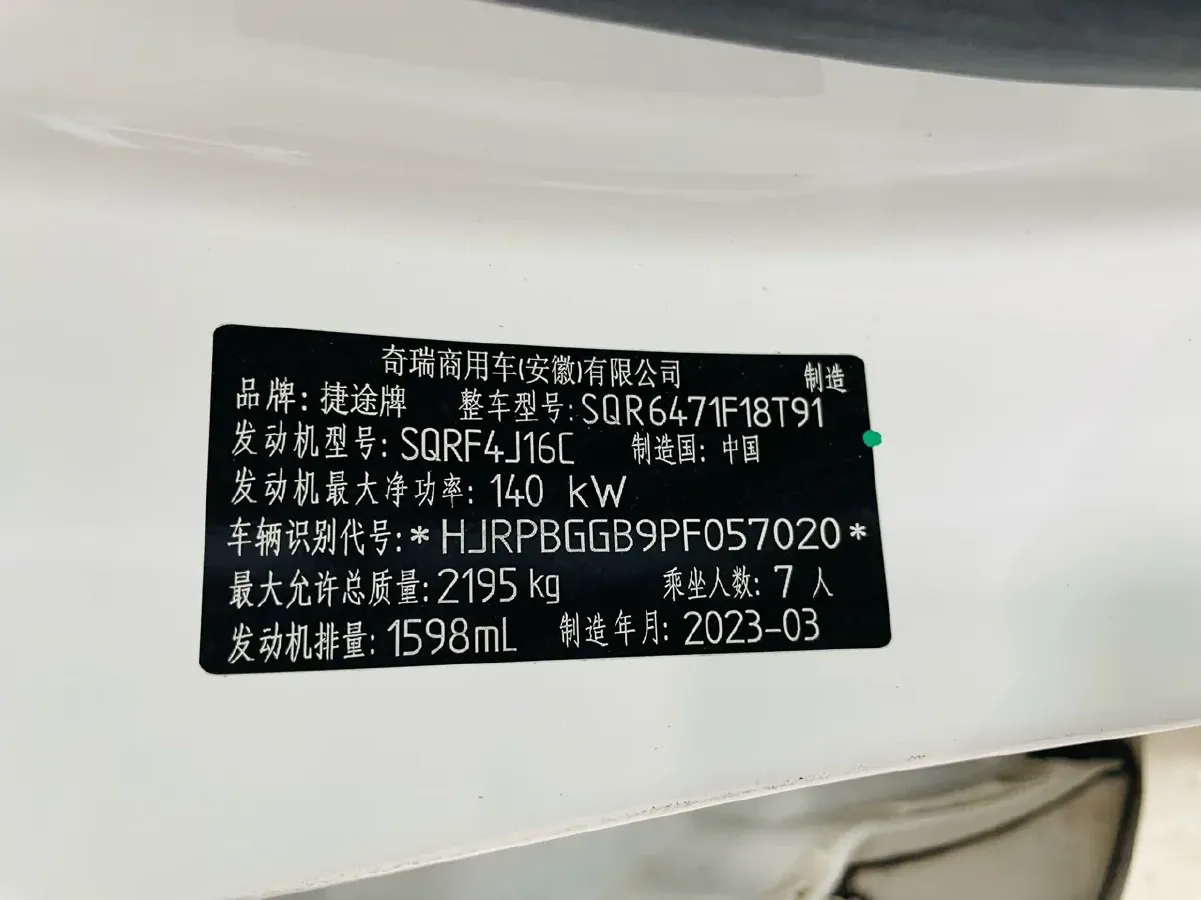 奇瑞商用车(安徽)有限公司 制造
品牌: 捷途牌 整车型号: SQR6471F18T91
发动机型号: SQRF4J16C 制造国: 中国
发动机最大净功率: 140 kW
车辆识别代号: *HJRPBGGB9PF057020*
最大允许总质量: 2195 kg 乘坐人数: 7 人
发动机排量: 1598mL 制造年月: 2023-03